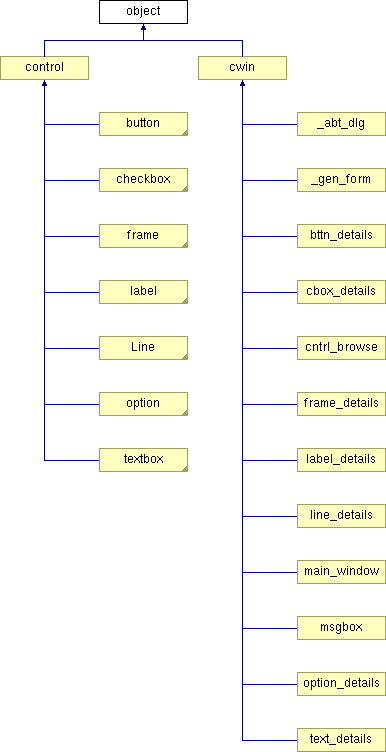 object
control
cwin
button
_abt_dlg
checkbox
_gen_form
frame
bttn_details
label
cbox_details
Line
cntrl_browse
option
frame_details
textbox
label_details
line_details
main_window
msgbox
option_details
text_details